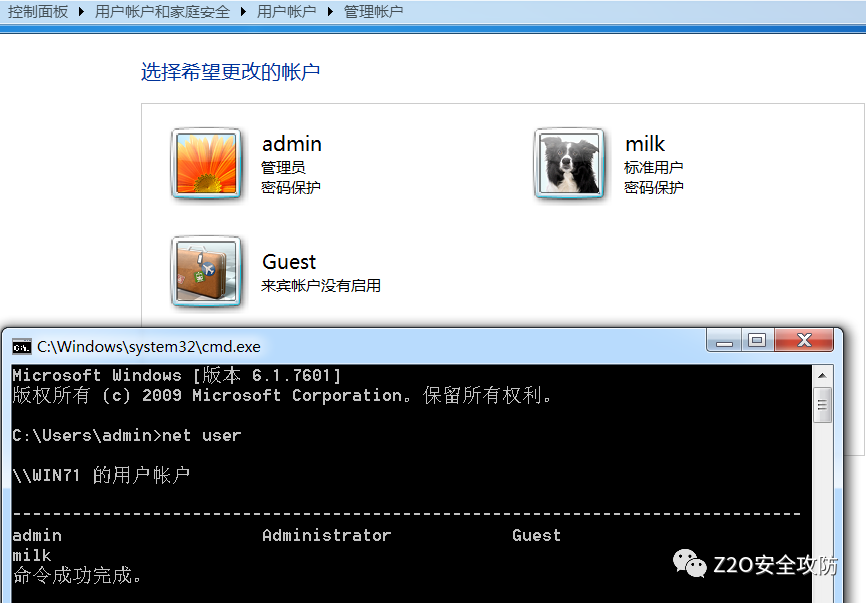 控制面板 ▸ 用户帐户和家庭安全 ▸ 用户帐户 ▸ 管理帐户
选择希望更改的帐户
admin
管理员
密码保护
milk
标准用户
密码保护
Guest
来宾帐户没有启用
C:\Windows\system32\cmd.exe
Microsoft Windows [版本 6.1.7601]
版权所有 (c) 2009 Microsoft Corporation。保留所有权利。
C:\Users\admin>net user
\\WIN71 的用户帐户
-------------------------------------------------------------------------------
admin                    Administrator            Guest
milk
命令成功完成。
Z2O安全攻防